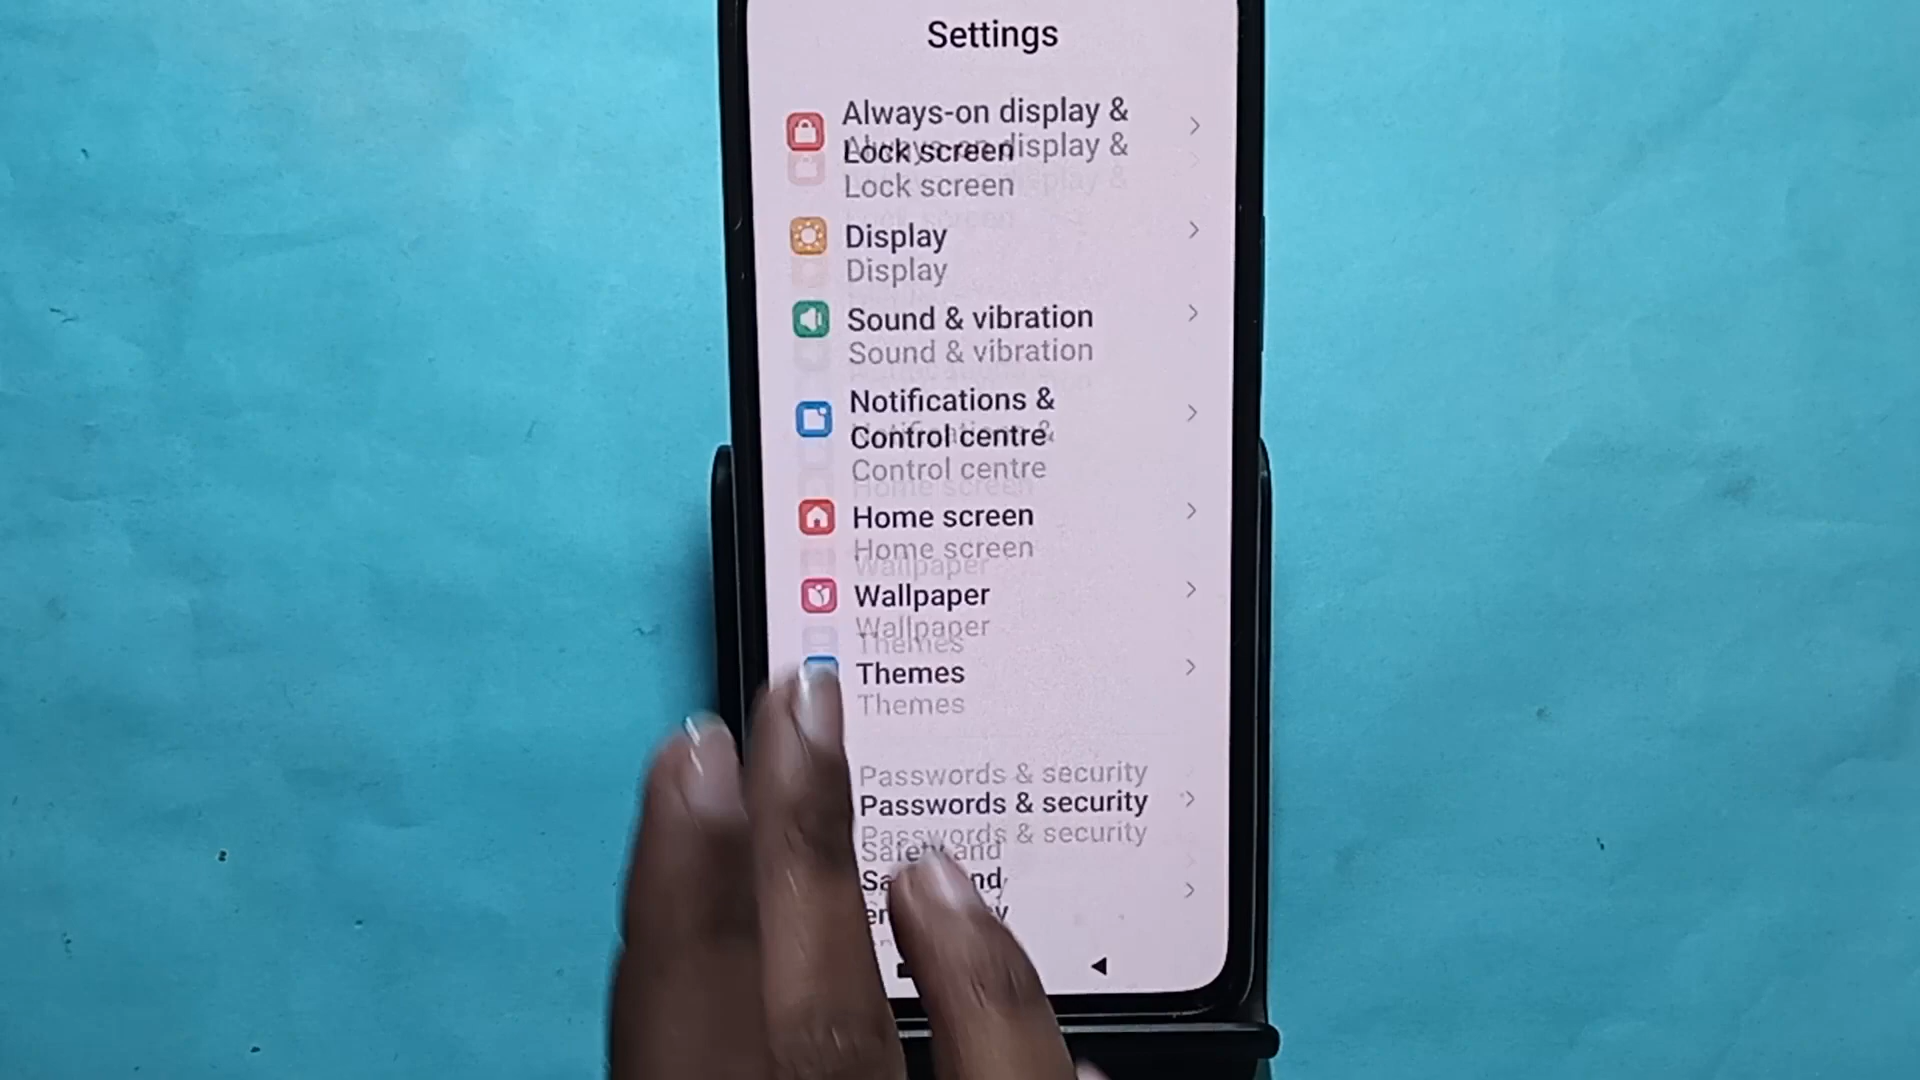 Settings
Always-on display &
Lock screen
Display
Sound & vibration
Notifications &
Control centre
Home screen
Wallpaper
Themes
Passwords & security